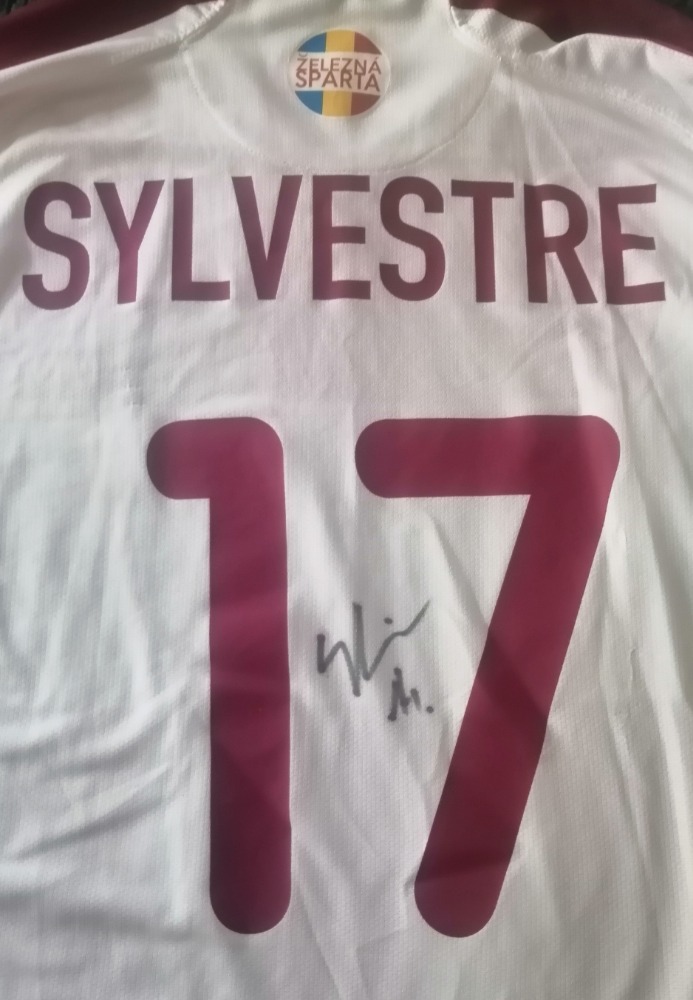 ŽELEZNÁ
SPARTA
SYLVESTRE
17